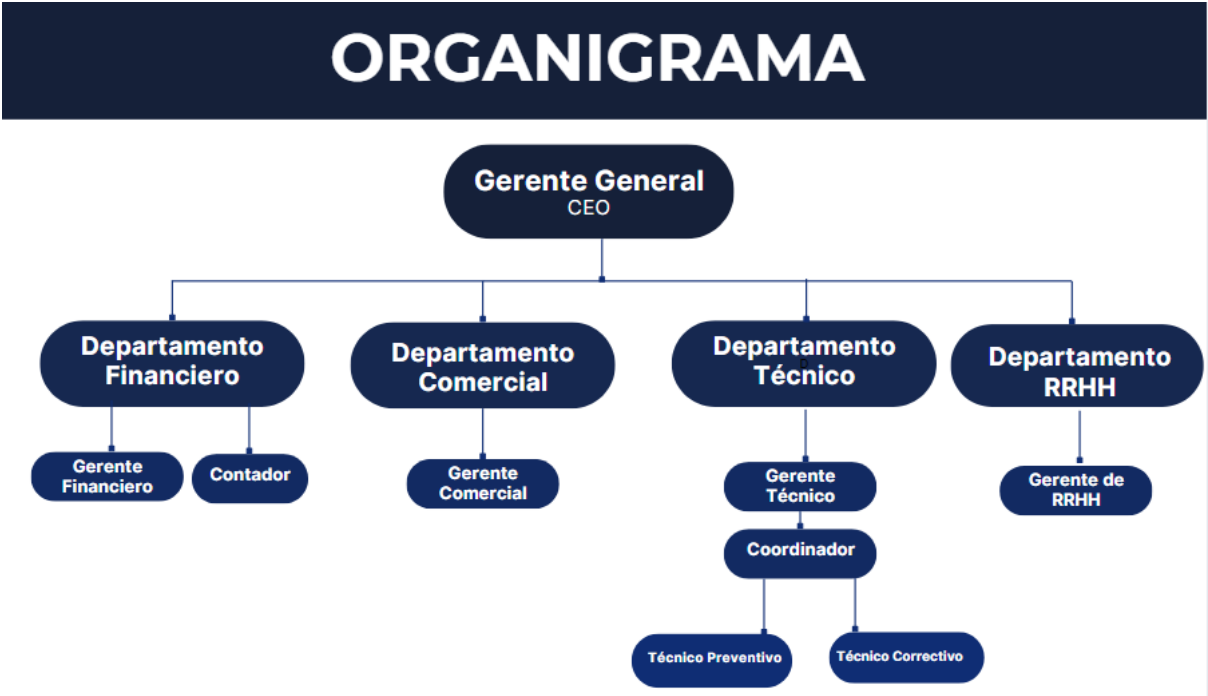 ORGANIGRAMA
Gerente General
CEO
Departamento
Financiero
Departamento
Comercial
Departamento
Técnico
Departamento
RRHH
Gerente
Financiero
Contador
Gerente
Comercial
Gerente
Técnico
Gerente de
RRHH
Coordinador
Técnico Preventivo
Técnico Correctivo